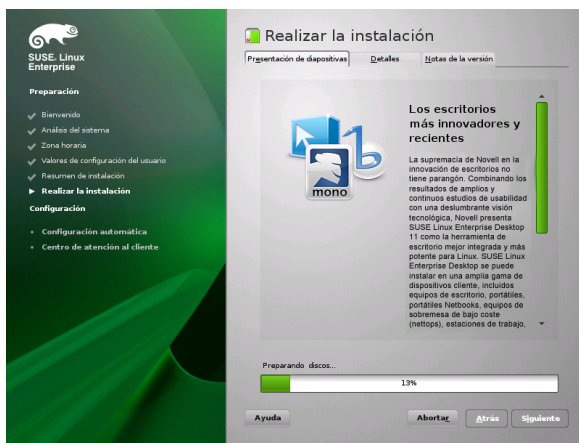 SUSE. Linux
Enterprise
Preparación
Bienvenido
Análisis del sistema
Zona horaria
Valores de configuración del usuario
Resumen de instalación
Realizar la instalación
Configuración
Configuración automática
Centro de atención al cliente
Realizar la instalación
Presentación de diapositivas
Detalles
Notas de la versión
mono
Los escritorios
más innovadores y
recientes
La supremacía de Novell en la
innovación de escritorios no
tiene parangón. Combinando los
resultados de amplios y
continuos estudios de usabilidad
con una deslumbrante visión
tecnológica, Novell presenta
SUSE Linux Enterprise Desktop
11 como la herramienta de
escritorio mejor integrada y más
potente para Linux. SUSE Linux
Enterprise Desktop se puede
instalar en una amplia gama de
dispositivos cliente, incluidos
equipos de escritorio, portátiles,
portátiles Netbooks, equipos de
sobremesa de bajo coste
(nettops), estaciones de trabajo,
Preparando discos...
13%
Ayuda
Abortar
Atrás
Siguiente